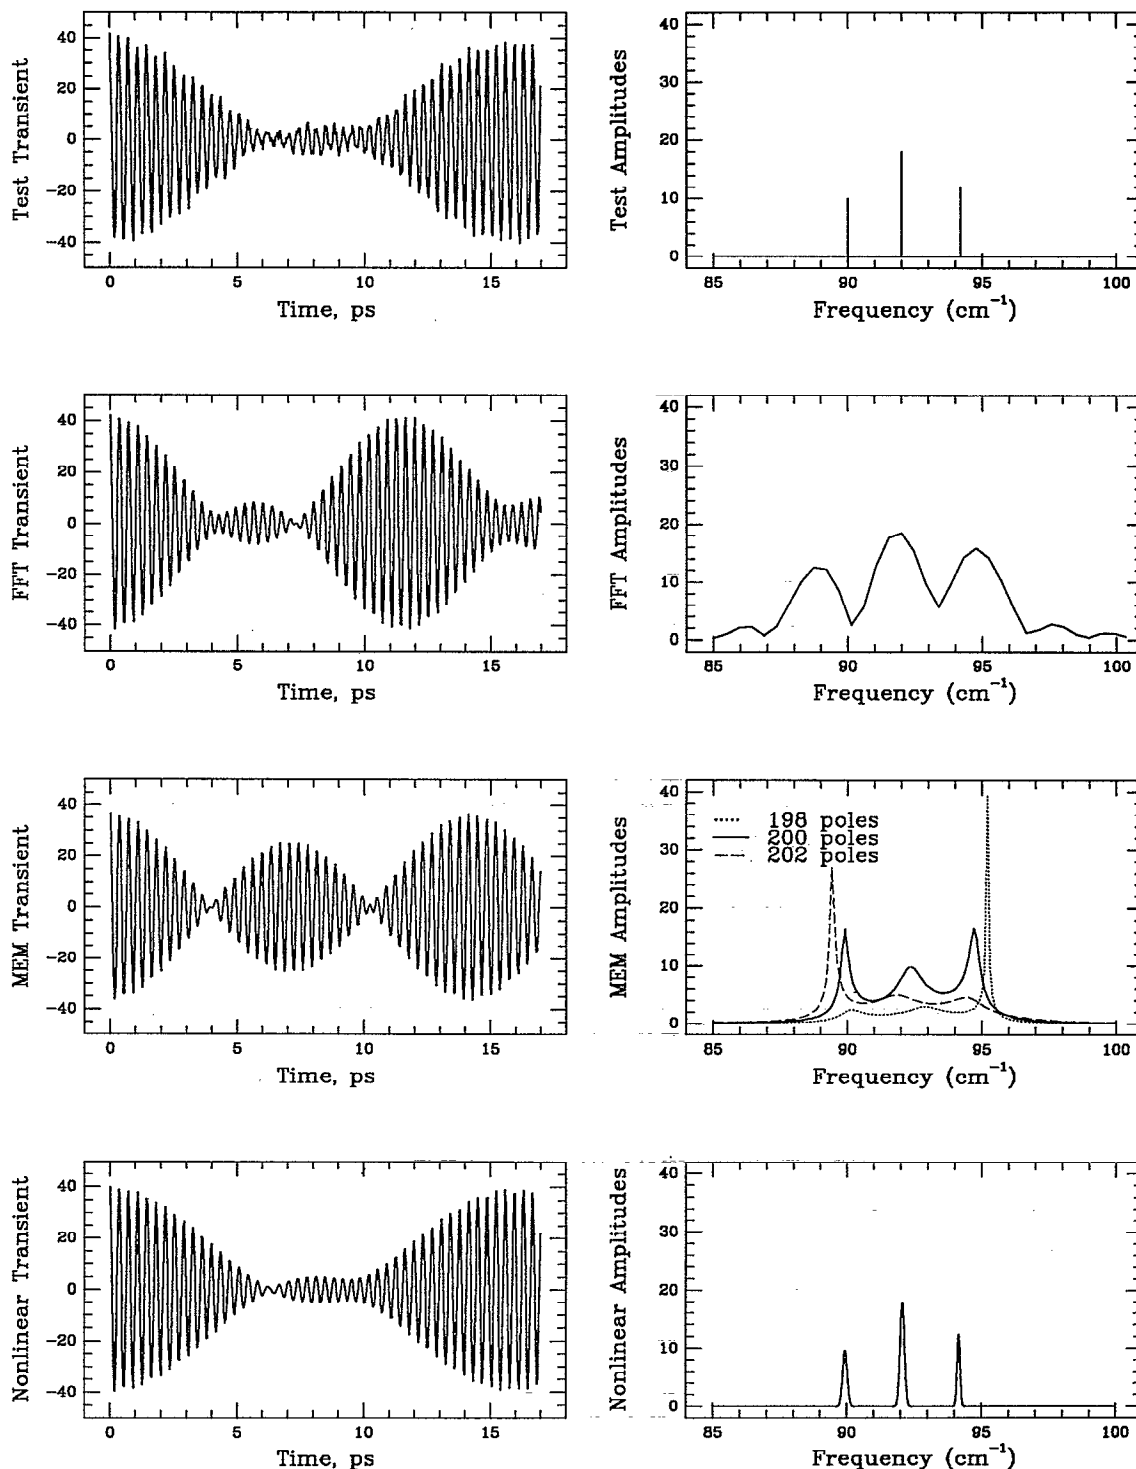 Test Transient
40
20
0
-20
-40
0 5 10 15
Time, ps
Test Amplitudes
40
30
20
10
0
85 90 95 100
Frequency (cm⁻¹)
FFT Transient
40
20
0
-20
-40
0 5 10 15
Time, ps
FFT Amplitudes
40
30
20
10
0
85 90 95 100
Frequency (cm⁻¹)
MEM Transient
40
20
0
-20
-40
0 5 10 15
Time, ps
MEM Amplitudes
40
30
20
10
0
198 poles
200 poles
202 poles
85 90 95 100
Frequency (cm⁻¹)
Nonlinear Transient
40
20
0
-20
-40
0 5 10 15
Time, ps
Nonlinear Amplitudes
40
30
20
10
0
85 90 95 100
Frequency (cm⁻¹)